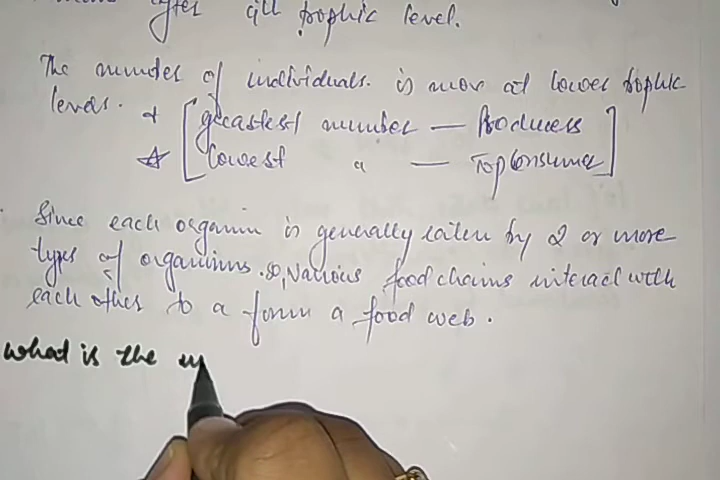 after all trophic level.
The number of individuals. is mor at lower trophic
levels. + [greatest number — Producers
☆ Lowest " — Top Consumer]
Since each organim is generally eaten by 2 or more
types of organisms. so, Various food chains interact with
each other to a form a food web.
what is the